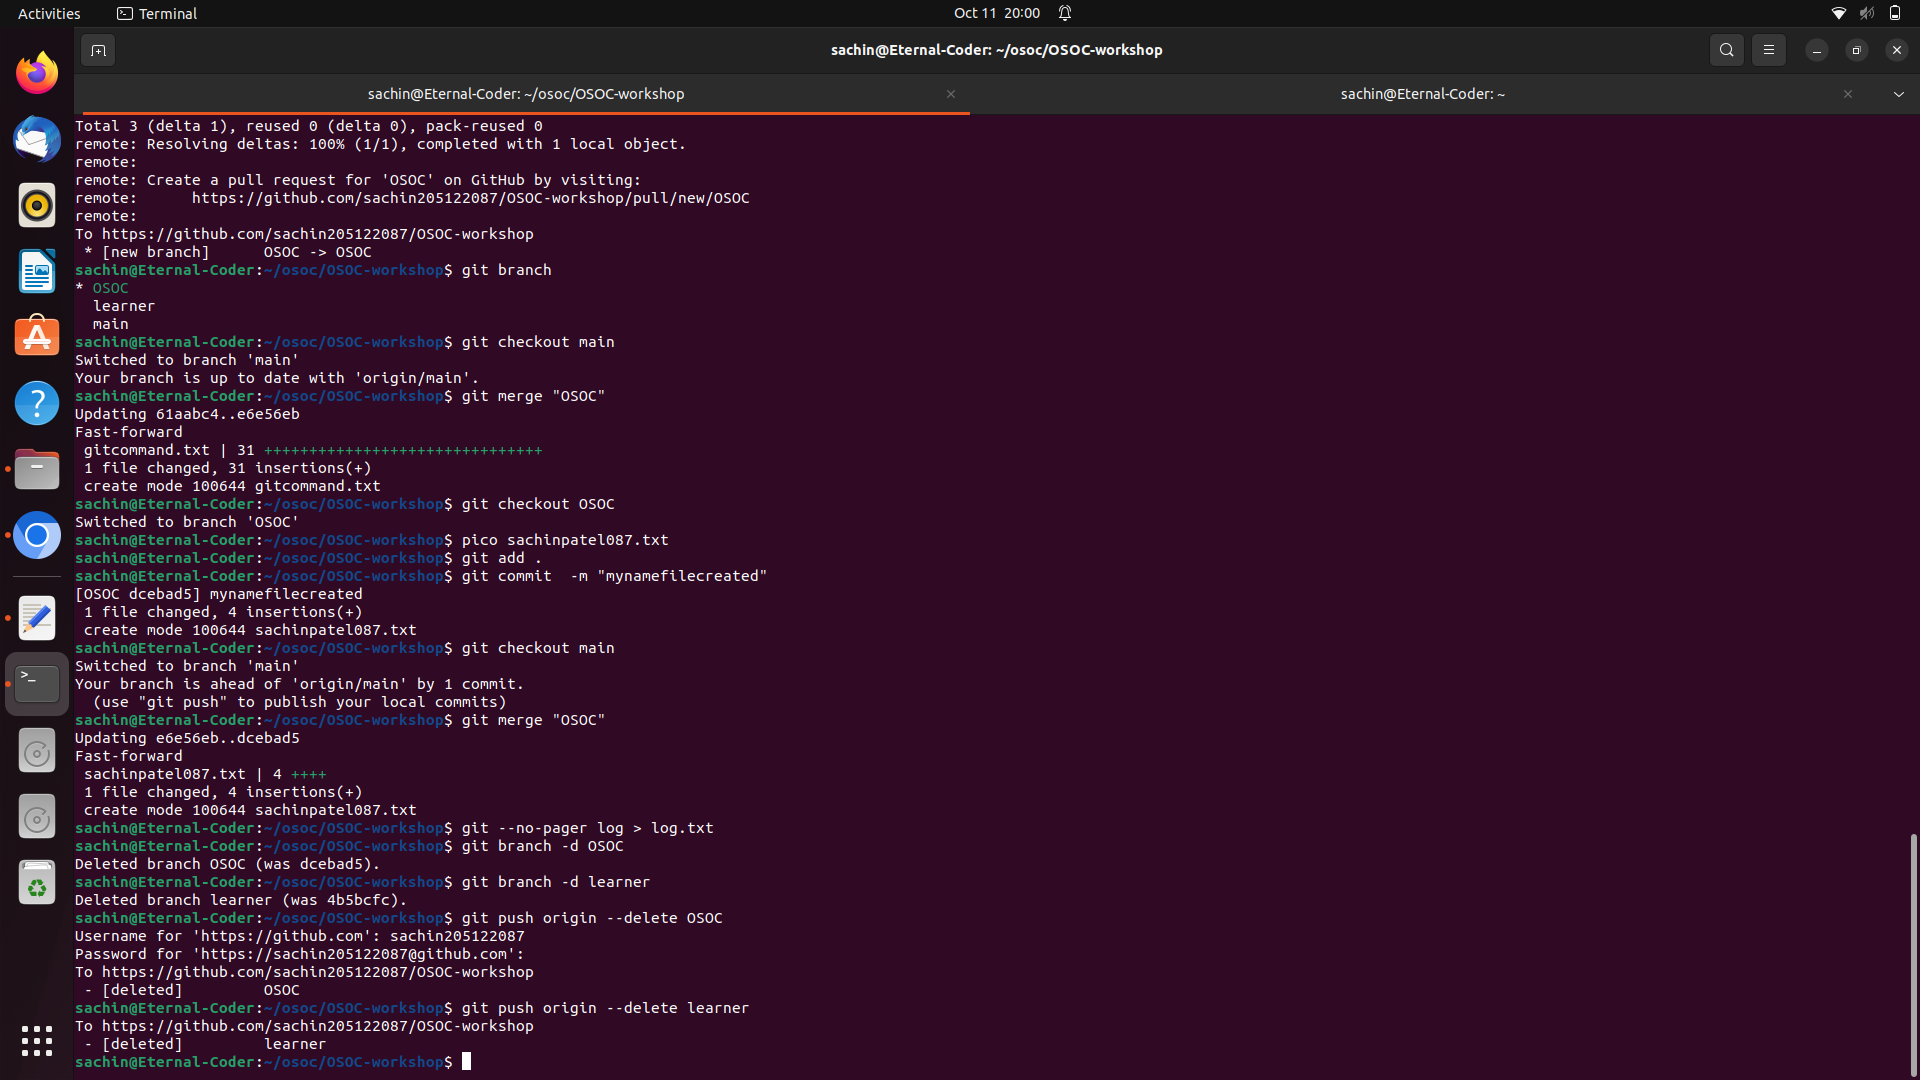 Activities
Terminal
Oct 11 20:00
sachin@Eternal-Coder: ~/osoc/OSOC-workshop
sachin@Eternal-Coder: ~/osoc/OSOC-workshop
sachin@Eternal-Coder: ~
Total 3 (delta 1), reused 0 (delta 0), pack-reused 0
remote: Resolving deltas: 100% (1/1), completed with 1 local object.
remote:
remote: Create a pull request for 'OSOC' on GitHub by visiting:
remote:      https://github.com/sachin205122087/OSOC-workshop/pull/new/OSOC
remote:
To https://github.com/sachin205122087/OSOC-workshop
 * [new branch]      OSOC -> OSOC
sachin@Eternal-Coder:~/osoc/OSOC-workshop$ git branch
* OSOC
  learner
  main
sachin@Eternal-Coder:~/osoc/OSOC-workshop$ git checkout main
Switched to branch 'main'
Your branch is up to date with 'origin/main'.
sachin@Eternal-Coder:~/osoc/OSOC-workshop$ git merge "OSOC"
Updating 61aabc4..e6e56eb
Fast-forward
 gitcommand.txt | 31 +++++++++++++++++++++++++++++++
 1 file changed, 31 insertions(+)
 create mode 100644 gitcommand.txt
sachin@Eternal-Coder:~/osoc/OSOC-workshop$ git checkout OSOC
Switched to branch 'OSOC'
sachin@Eternal-Coder:~/osoc/OSOC-workshop$ pico sachinpatel087.txt
sachin@Eternal-Coder:~/osoc/OSOC-workshop$ git add .
sachin@Eternal-Coder:~/osoc/OSOC-workshop$ git commit  -m "mynamefilecreated"
[OSOC dcebad5] mynamefilecreated
 1 file changed, 4 insertions(+)
 create mode 100644 sachinpatel087.txt
sachin@Eternal-Coder:~/osoc/OSOC-workshop$ git checkout main
Switched to branch 'main'
Your branch is ahead of 'origin/main' by 1 commit.
  (use "git push" to publish your local commits)
sachin@Eternal-Coder:~/osoc/OSOC-workshop$ git merge "OSOC"
Updating e6e56eb..dcebad5
Fast-forward
 sachinpatel087.txt | 4 ++++
 1 file changed, 4 insertions(+)
 create mode 100644 sachinpatel087.txt
sachin@Eternal-Coder:~/osoc/OSOC-workshop$ git --no-pager log > log.txt
sachin@Eternal-Coder:~/osoc/OSOC-workshop$ git branch -d OSOC
Deleted branch OSOC (was dcebad5).
sachin@Eternal-Coder:~/osoc/OSOC-workshop$ git branch -d learner
Deleted branch learner (was 4b5bcfc).
sachin@Eternal-Coder:~/osoc/OSOC-workshop$ git push origin --delete OSOC
Username for 'https://github.com': sachin205122087
Password for 'https://sachin205122087@github.com':
To https://github.com/sachin205122087/OSOC-workshop
 - [deleted]         OSOC
sachin@Eternal-Coder:~/osoc/OSOC-workshop$ git push origin --delete learner
To https://github.com/sachin205122087/OSOC-workshop
 - [deleted]         learner
sachin@Eternal-Coder:~/osoc/OSOC-workshop$